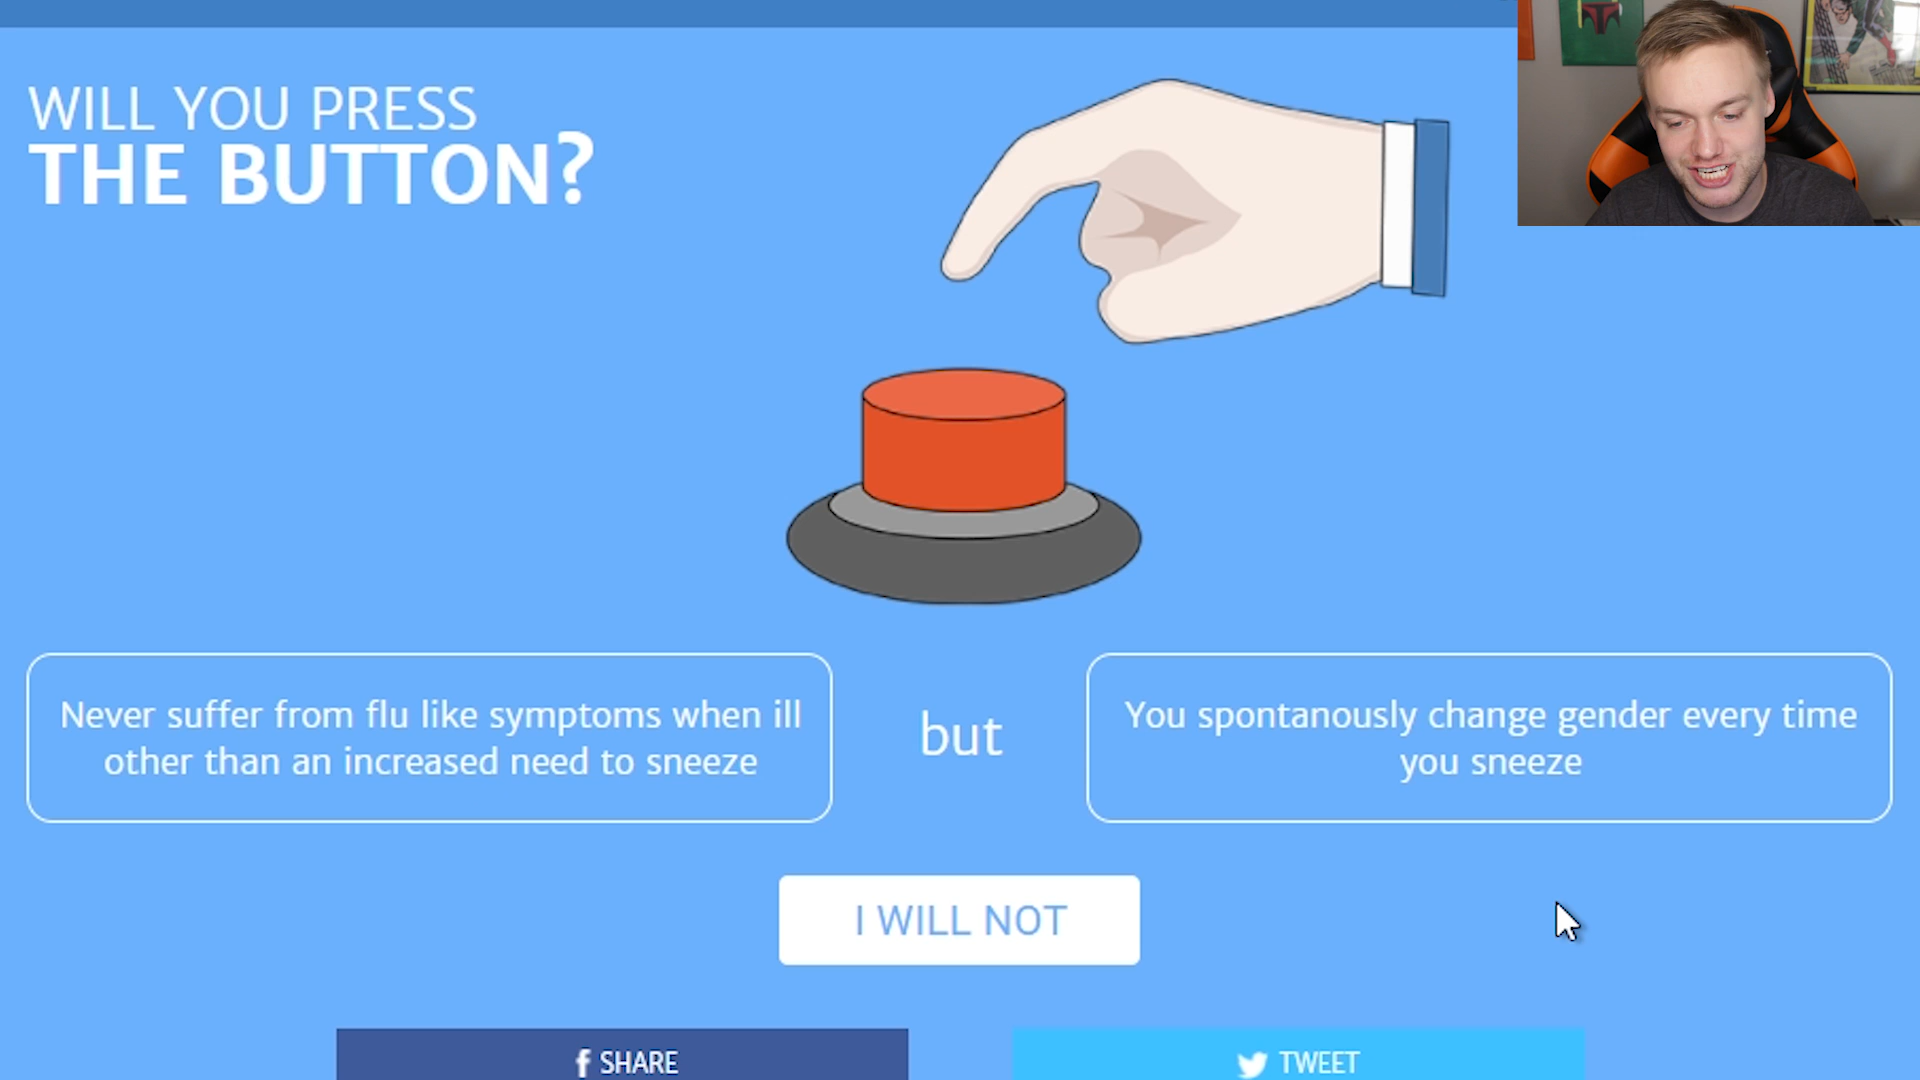 WILL YOU PRESS
THE BUTTON?
Never suffer from flu like symptoms when ill
other than an increased need to sneeze
but
You spontanously change gender every time
you sneeze
I WILL NOT
f SHARE
TWEET